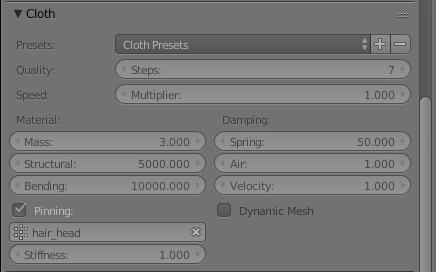 Cloth
Presets: Cloth Presets
Quality: Steps: 7
Speed: Multiplier: 1.000
Material: Damping:
Mass: 3.000 Spring: 50.000
Structural: 5000.000 Air: 1.000
Bending: 10000.000 Velocity: 1.000
Pinning: Dynamic Mesh
hair_head
Stiffness: 1.000